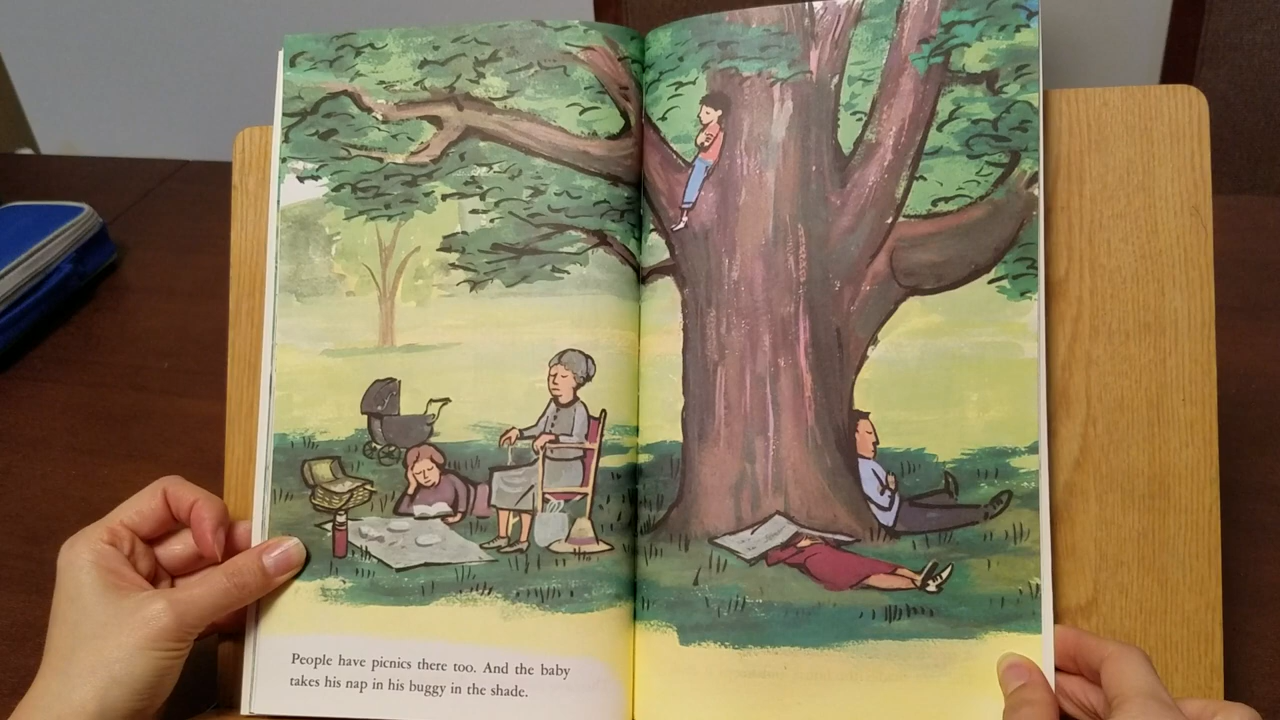 People have picnics there too. And the baby
takes his nap in his buggy in the shade.